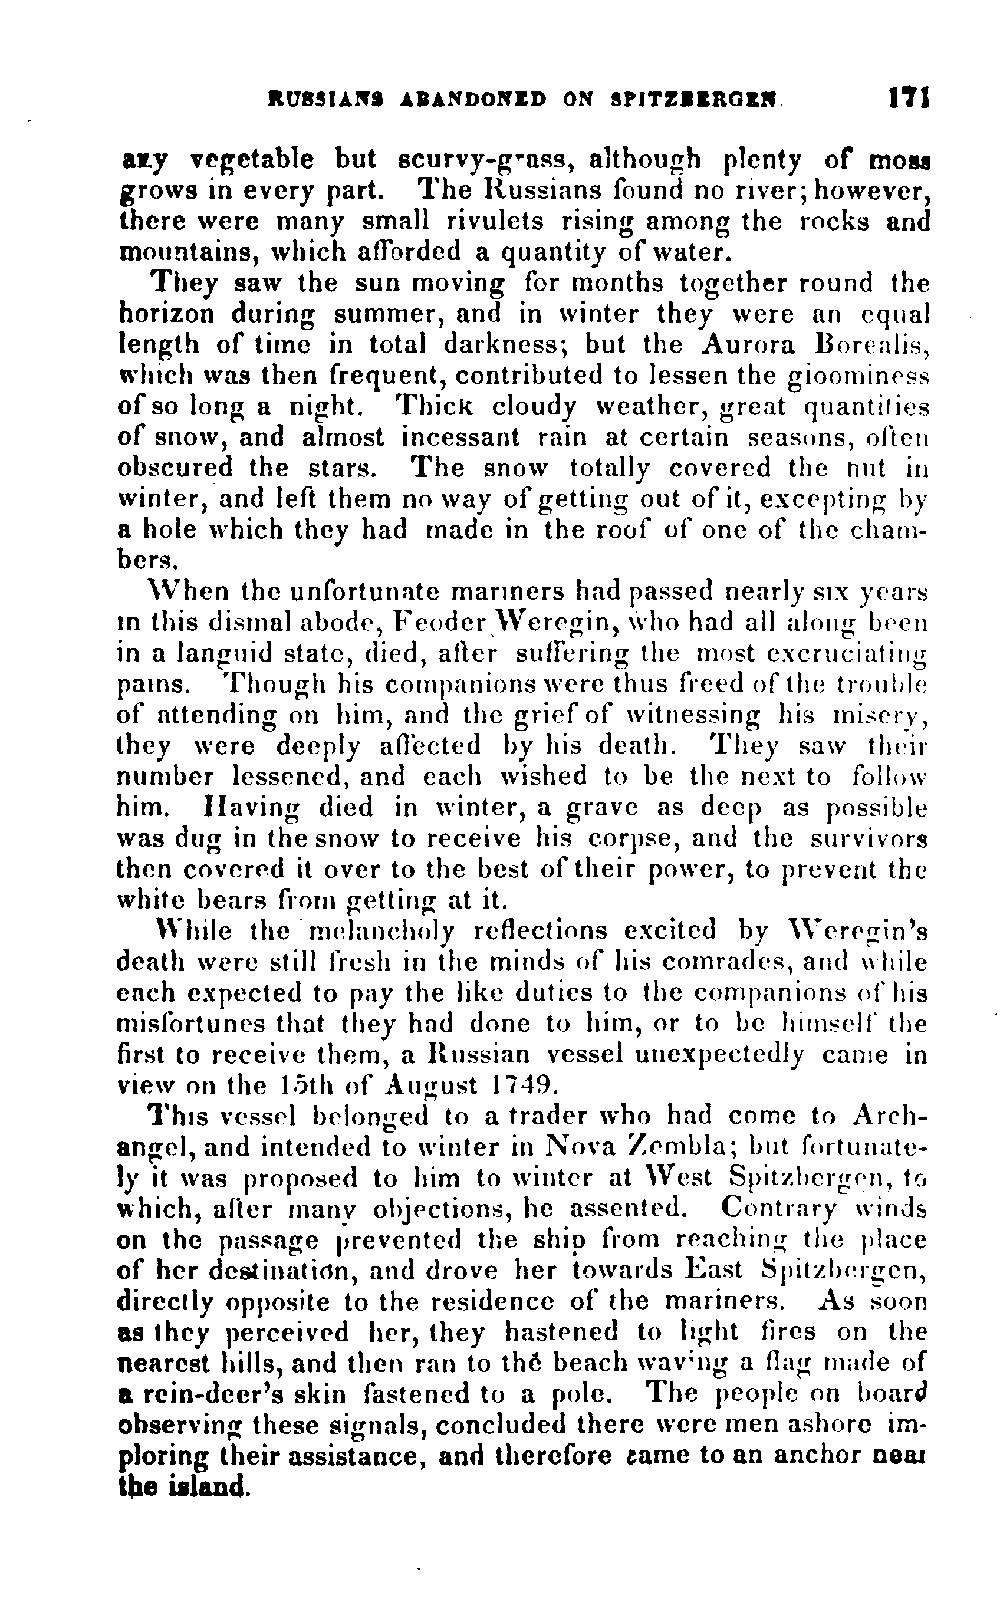 RUSSIANS ABANDONED ON SPITZBERGEN. 171
any vegetable but scurvy-grass, although plenty of moss
grows in every part. The Russians found no river; however,
there were many small rivulets rising among the rocks and
mountains, which afforded a quantity of water.
They saw the sun moving for months together round the
horizon during summer, and in winter they were an equal
length of time in total darkness; but the Aurora Borealis,
which was then frequent, contributed to lessen the gioominess
of so long a night. Thick cloudy weather, great quantities
of snow, and almost incessant rain at certain seasons, often
obscured the stars. The snow totally covered the hut in
winter, and left them no way of getting out of it, excepting by
a hole which they had made in the roof of one of the cham-
bers.
When the unfortunate mariners had passed nearly six years
in this dismal abode, Feoder Weregin, who had all along been
in a languid state, died, after suffering the most excruciating
pains. Though his companions were thus freed of the trouble
of attending on him, and the grief of witnessing his misery,
they were deeply affected by his death. They saw their
number lessened, and each wished to be the next to follow
him. Having died in winter, a grave as deep as possible
was dug in the snow to receive his corpse, and the survivors
then covered it over to the best of their power, to prevent the
white bears from getting at it.
While the melancholy reflections excited by Weregin's
death were still fresh in the minds of his comrades, and while
each expected to pay the like duties to the companions of his
misfortunes that they had done to him, or to be himself the
first to receive them, a Russian vessel unexpectedly came in
view on the 15th of August 1749.
This vessel belonged to a trader who had come to Arch-
angel, and intended to winter in Nova Zembla; but fortunate-
ly it was proposed to him to winter at West Spitzbergen, to
which, after many objections, he assented. Contrary winds
on the passage prevented the ship from reaching the place
of her destination, and drove her towards East Spitzbergen,
directly opposite to the residence of the mariners. As soon
as they perceived her, they hastened to light fires on the
nearest hills, and then ran to the beach waving a flag made of
a rein-deer's skin fastened to a pole. The people on board
observing these signals, concluded there were men ashore im-
ploring their assistance, and therefore came to an anchor near
the island.